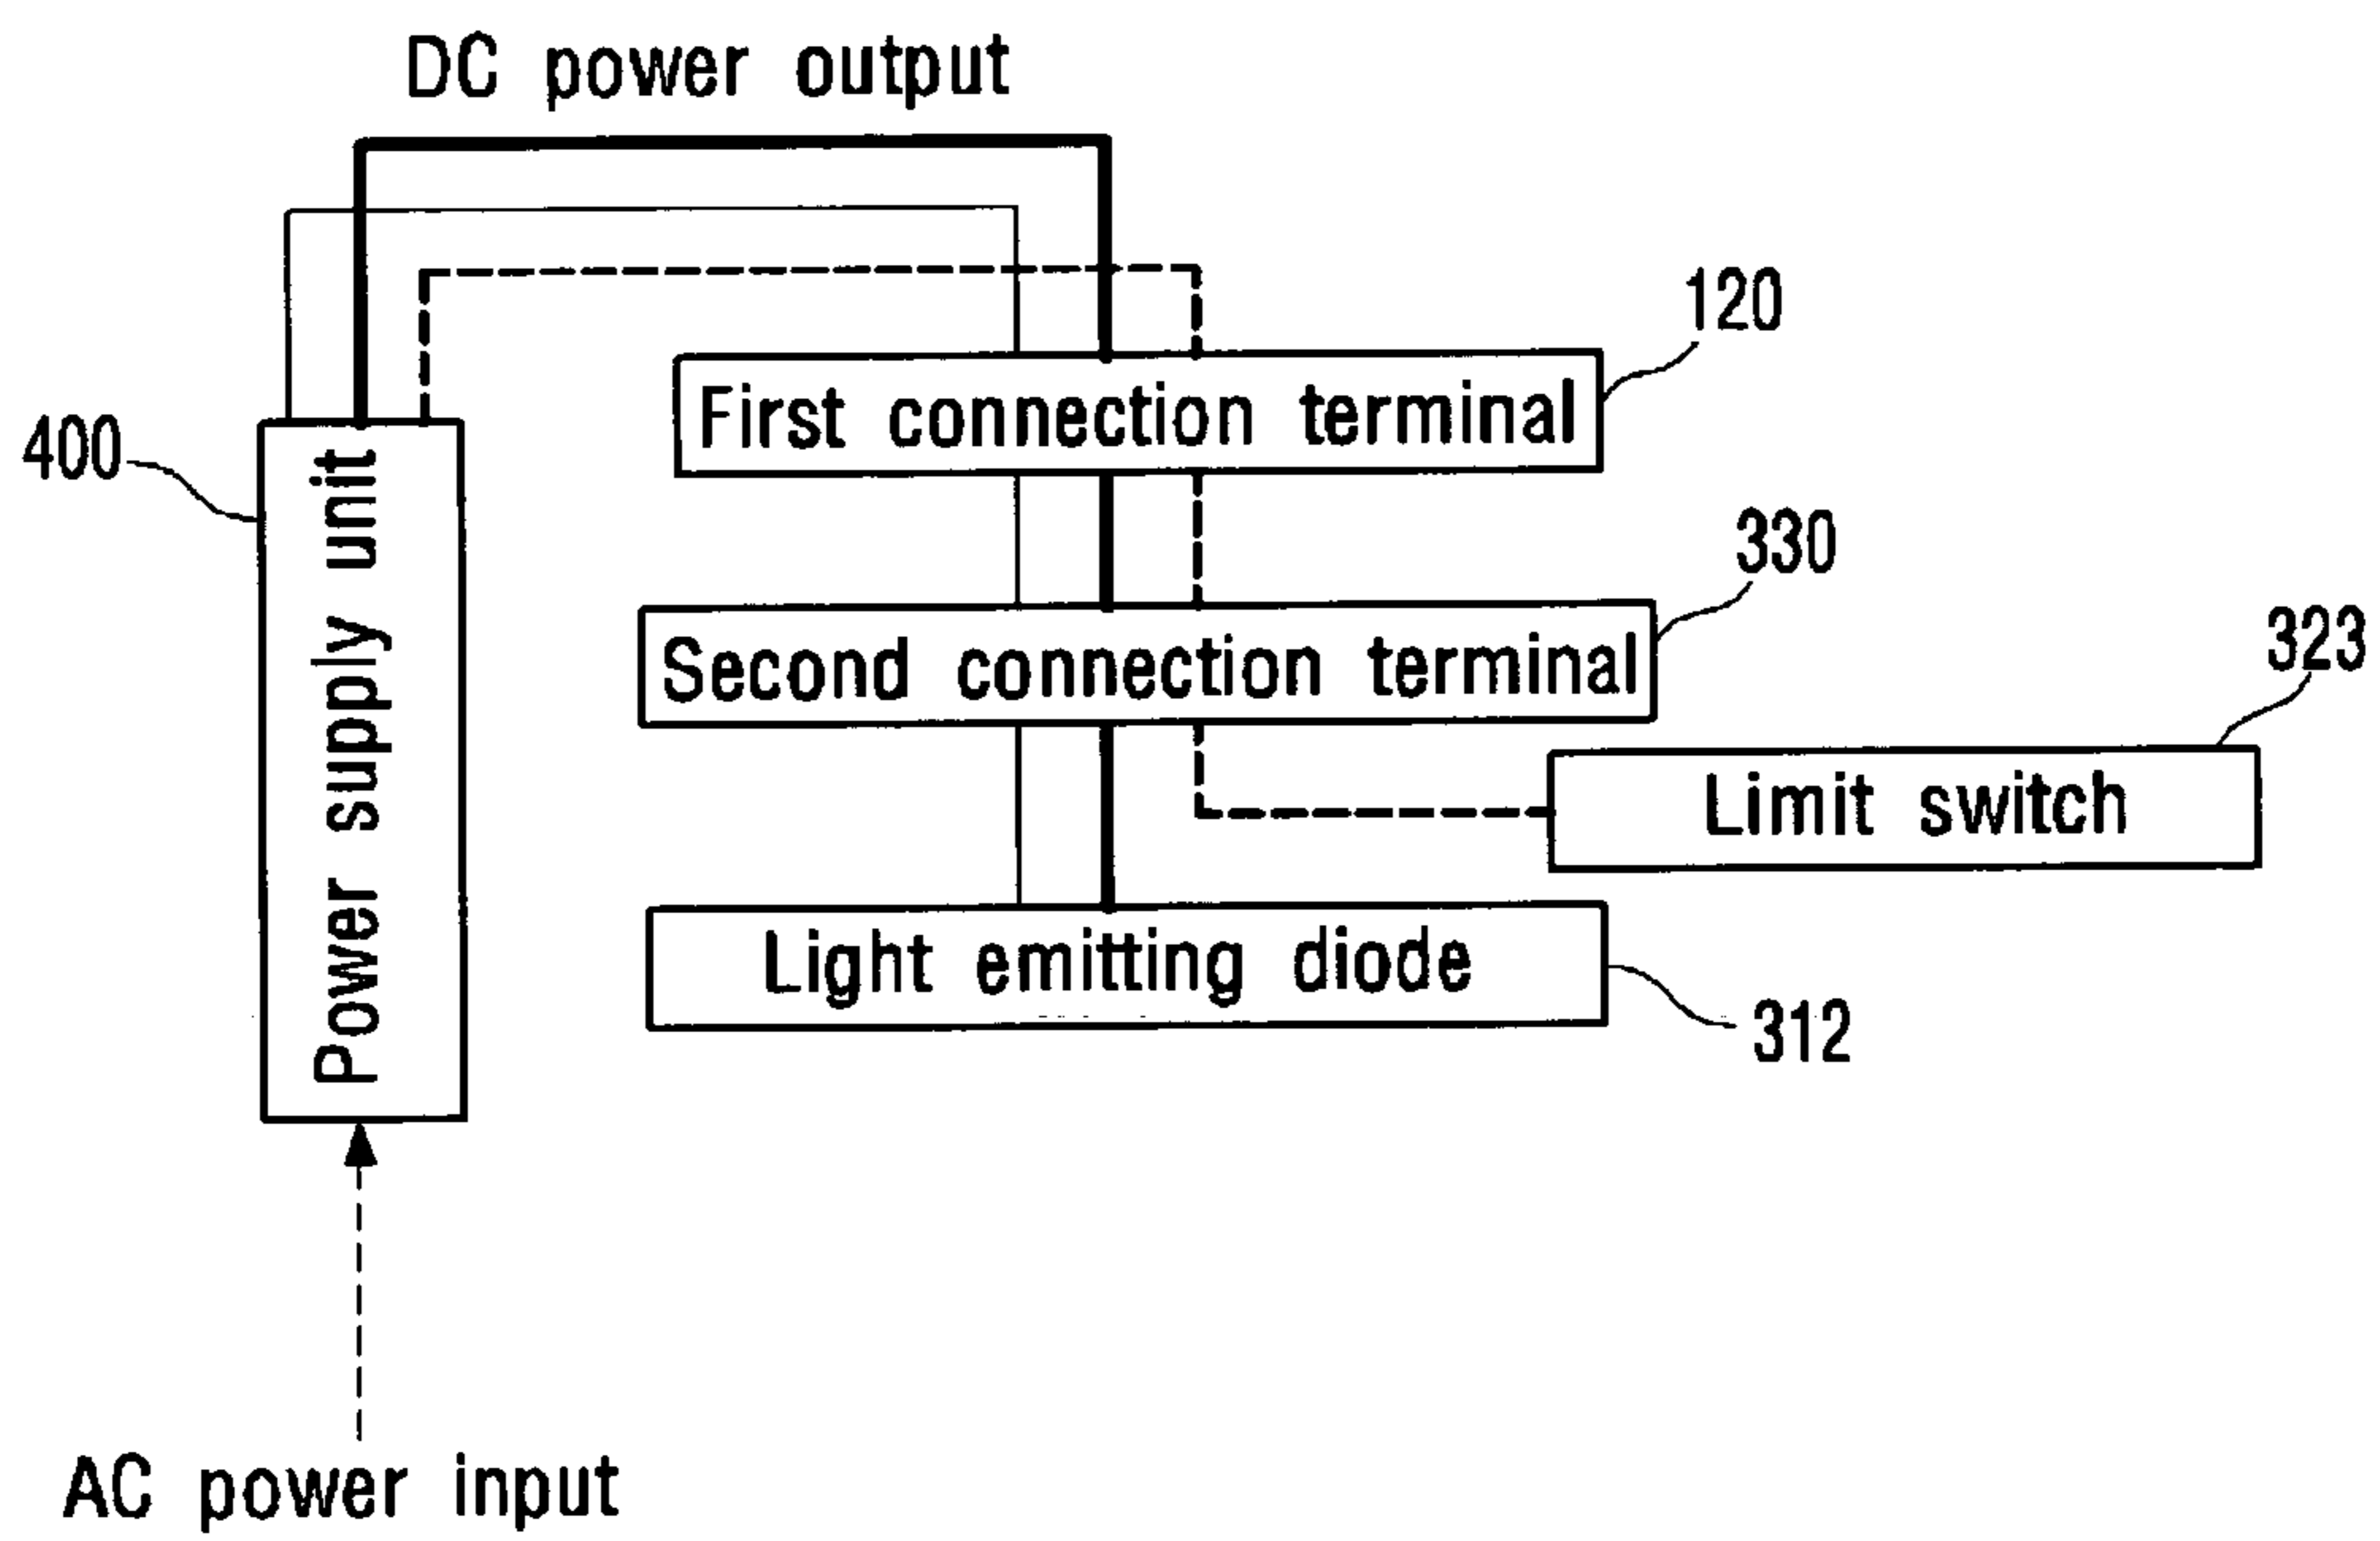 DC power output
120
First connection terminal
400
Power supply unit
330
Second connection terminal
323
Limit switch
Light emitting diode
312
AC power input